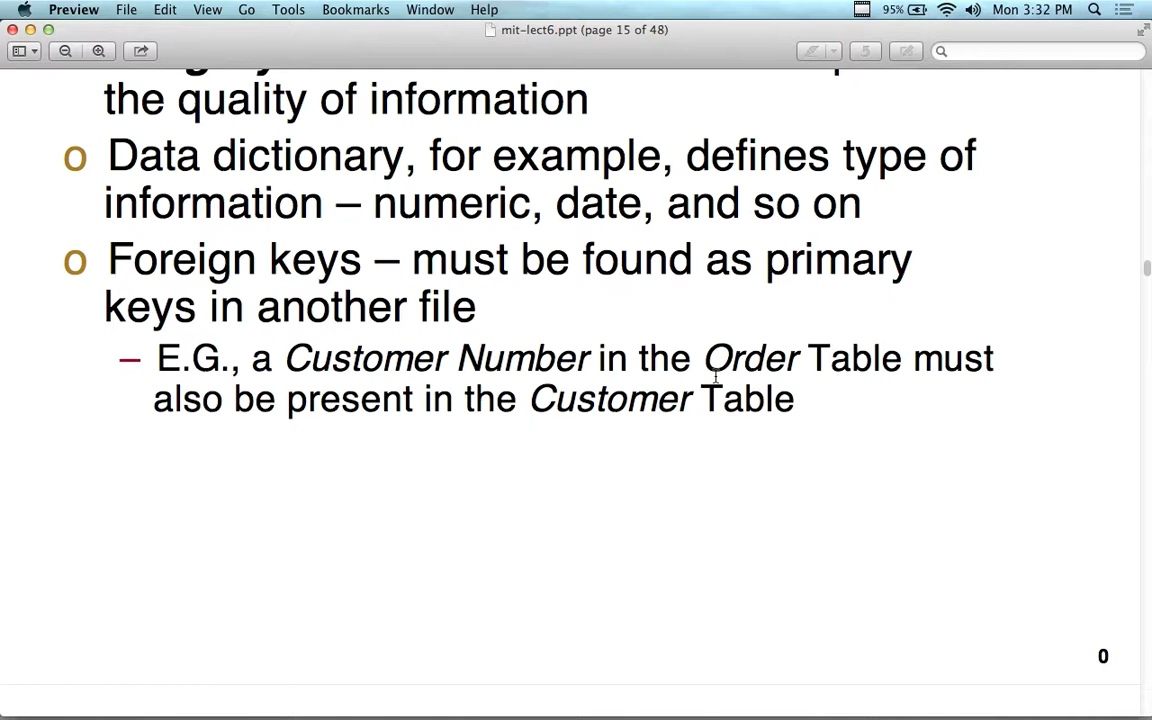 Preview File Edit View Go Tools Bookmarks Window Help 95% Mon 3:32 PM
mit-lect6.ppt (page 15 of 48)
5
the quality of information
o Data dictionary, for example, defines type of
information – numeric, date, and so on
o Foreign keys – must be found as primary
keys in another file
– E.G., a Customer Number in the Order Table must
also be present in the Customer Table
0